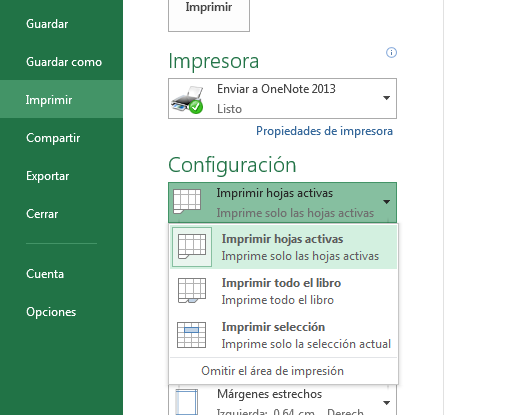 Guardar
Guardar como
Imprimir
Compartir
Exportar
Cerrar
Cuenta
Opciones
Imprimir
Impresora
Enviar a OneNote 2013
Listo
Propiedades de impresora
Configuración
Imprimir hojas activas
Imprime solo las hojas activas
Imprimir hojas activas
Imprime solo las hojas activas
Imprimir todo el libro
Imprime todo el libro
Imprimir selección
Imprime solo la selección actual
Omitir el área de impresión
Márgenes estrechos
Izquierda: 0,64 cm Derech